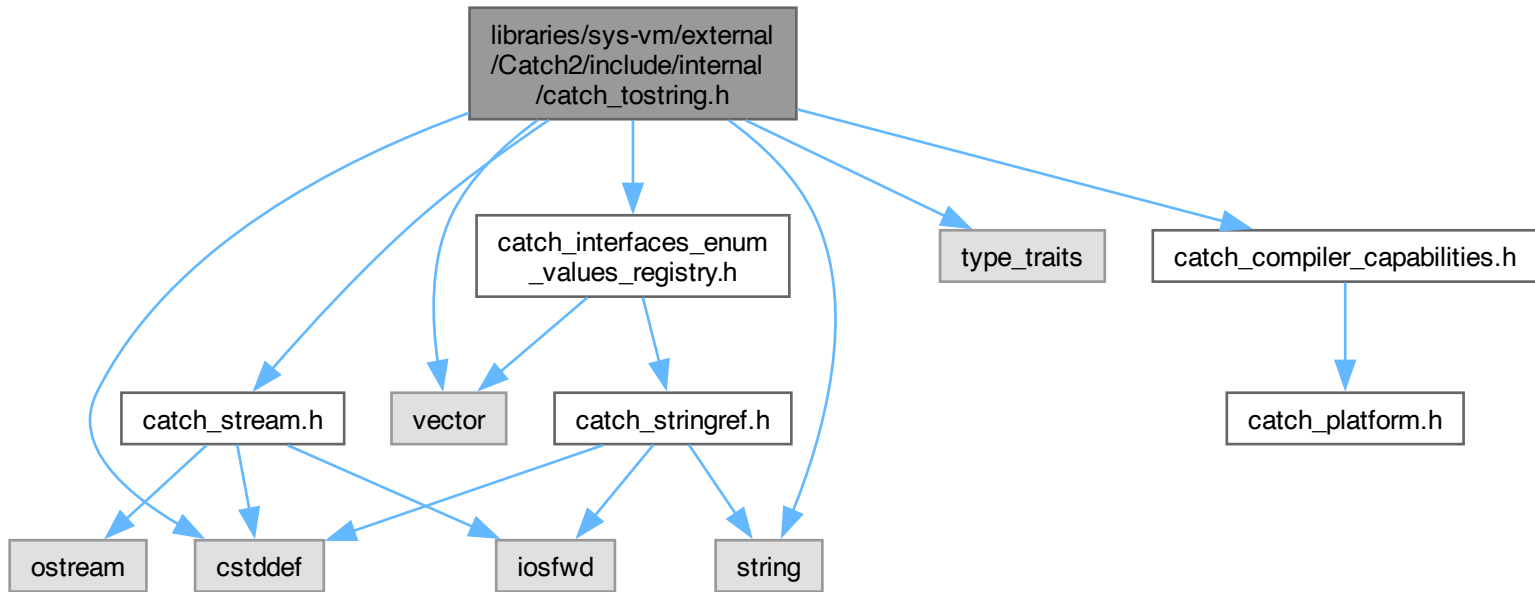 libraries/sys-vm/external
/Catch2/include/internal
/catch_tostring.h
catch_interfaces_enum
_values_registry.h
type_traits
catch_compiler_capabilities.h
catch_stream.h
vector
catch_stringref.h
catch_platform.h
ostream
cstddef
iosfwd
string